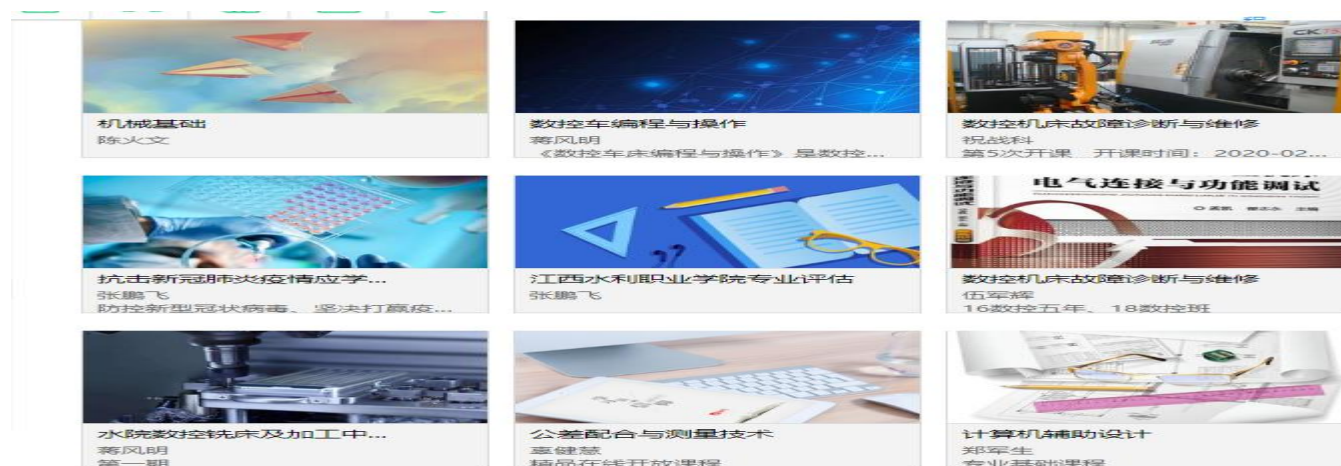 机械基础
陈火文
数控车编程与操作
蒋风明
《数控车床编程与操作》是数控...
CK75
数控机床故障诊断与维修
祝战科
第5次开课 开课时间：2020-02...
抗击新冠肺炎疫情应学...
张鹏飞
防控新型冠状病毒、坚决打赢疫...
江西水利职业学院专业评估
张鹏飞
电气连接与功能调试
数控机床故障诊断与维修
伍军辉
16数控五年、18数控班
水院数控铣床及加工中...
蒋风明
第一期
公差配合与测量技术
辜健慧
精品在线开放课程
计算机辅助设计
郑军生
专业基础课程